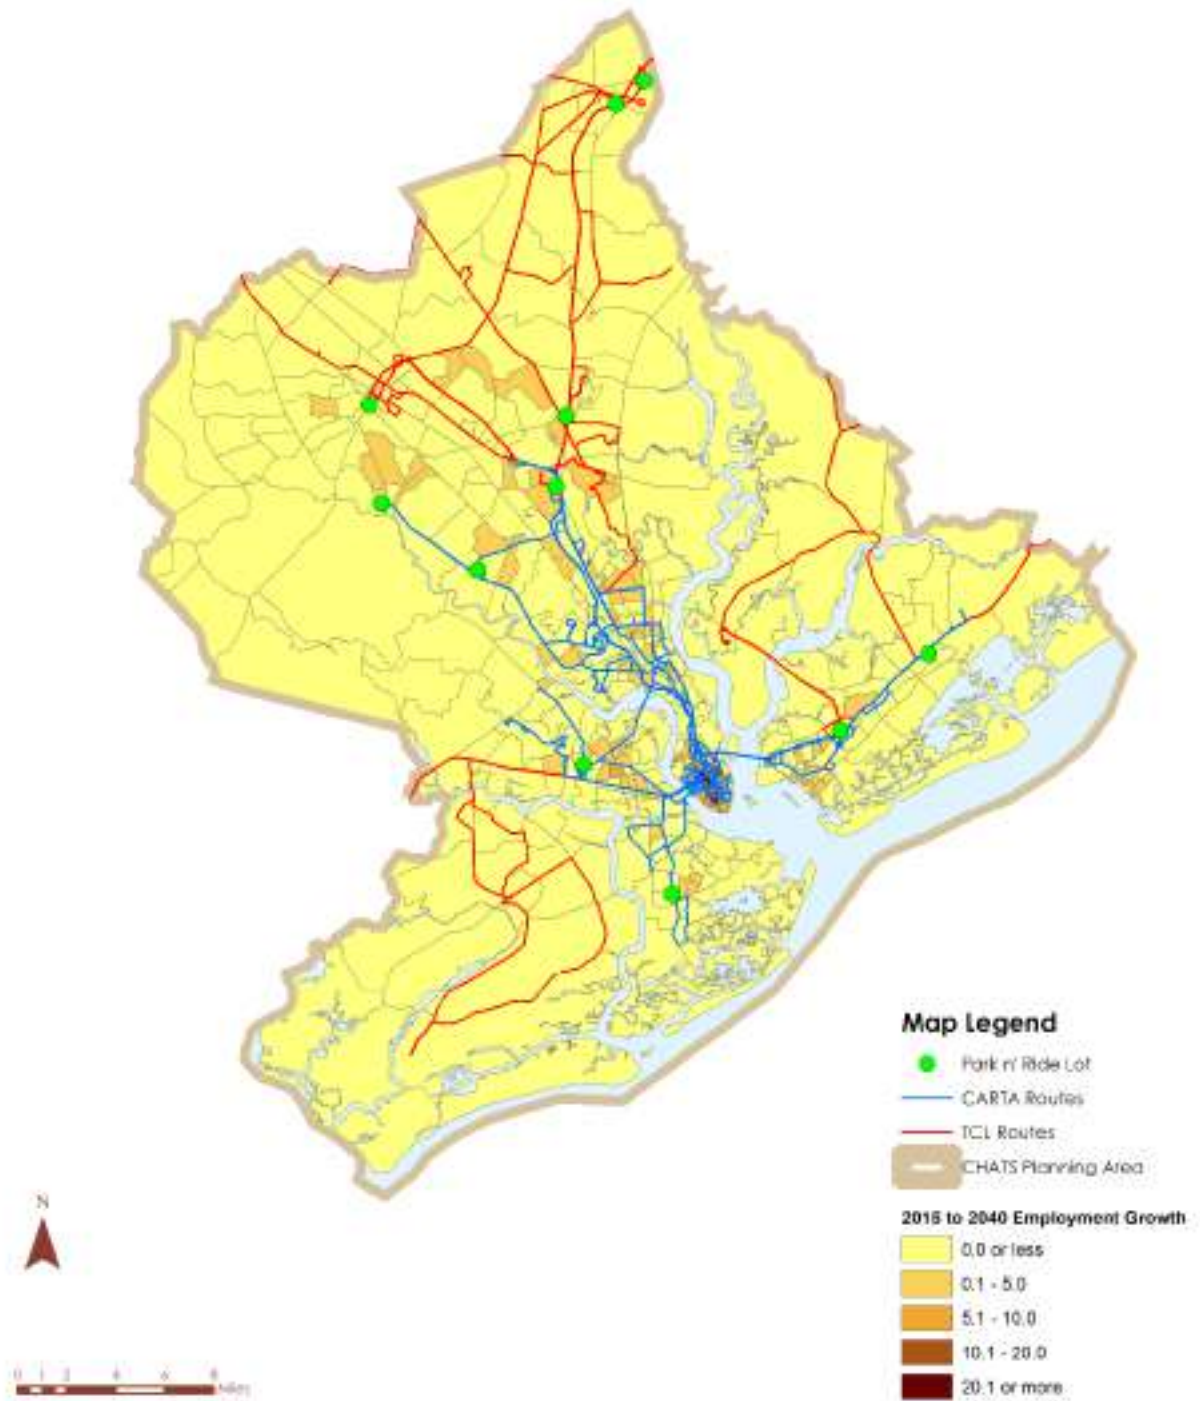 Map Legend
Park n' Ride Lot
CARTA Routes
TCL Routes
CHATS Planning Area
2015 to 2040 Employment Growth
0.0 or less
0.1 - 5.0
5.1 - 10.0
10.1 - 20.0
20.1 or more
N
0 1 2 4 6 8
Miles